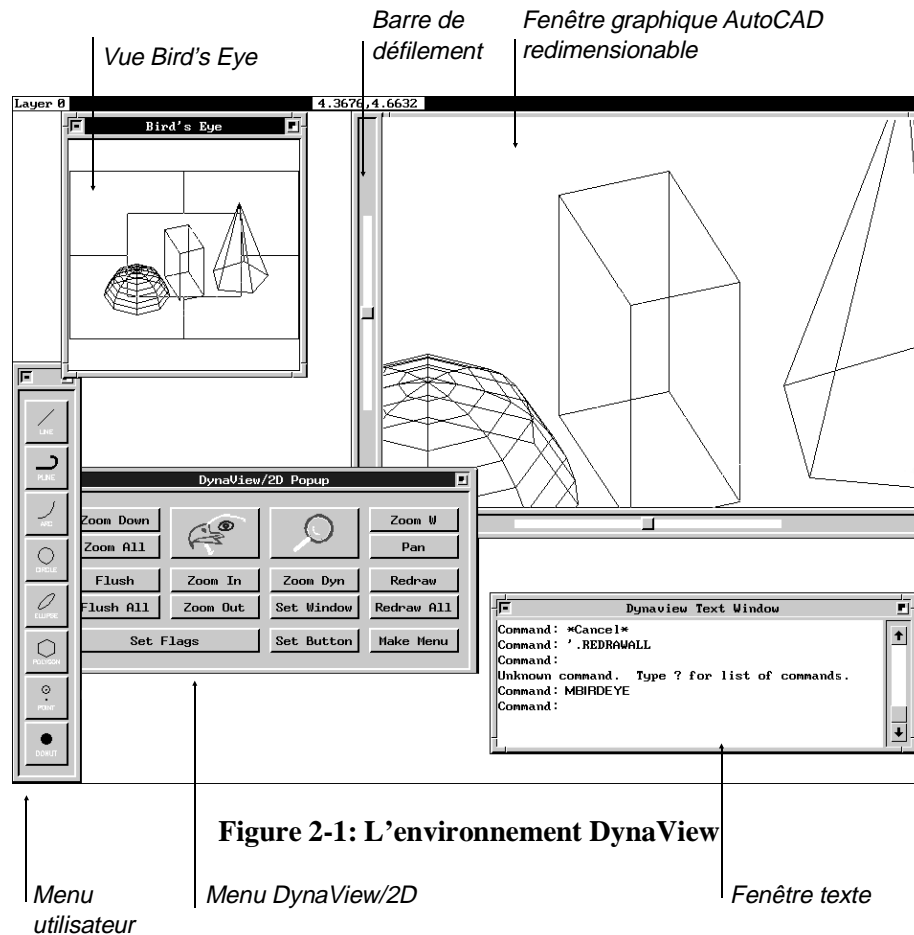 Barre de
défilement
Fenêtre graphique AutoCAD
redimensionable
Vue Bird's Eye
Layer 0
4.3676,4.6632
Bird's Eye
LINE
PLINE
ARC
CIRCLE
ELLIPSE
POLYGON
POINT
DONUT
DynaView/2D Popup
Zoom Down
Zoom W
Zoom All
Pan
Flush
Zoom In
Zoom Dyn
Redraw
Flush All
Zoom Out
Set Window
Redraw All
Set Flags
Set Button
Make Menu
Dynaview Text Window
Command: *Cancel*
Command: '.REDRAWALL
Command:
Unknown command.  Type ? for list of commands.
Command: MBIRDEYE
Command:
Figure 2-1: L'environnement DynaView
Menu
utilisateur
Menu DynaView/2D
Fenêtre texte